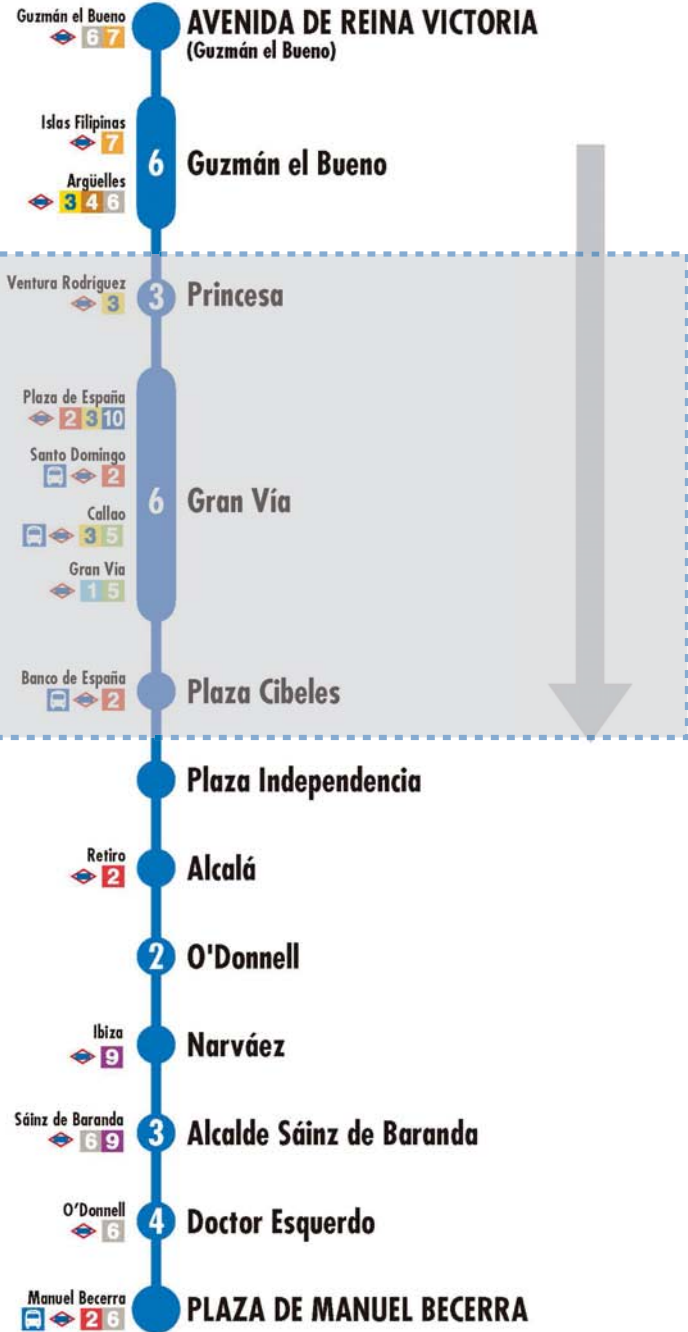 Guzmán el Bueno
6 7
AVENIDA DE REINA VICTORIA
(Guzmán el Bueno)
Islas Filipinas
7
Argüelles
3 4 6
6
Guzmán el Bueno
Ventura Rodríguez
3
3
Princesa
Plaza de España
2 3 10
Santo Domingo
2
Callao
3 5
Gran Via
1 5
6
Gran Vía
Banco de España
2
Plaza Cibeles
Plaza Independencia
Retiro
2
Alcalá
2
O'Donnell
Ibiza
9
Narváez
Sáinz de Baranda
6 9
3
Alcalde Sáinz de Baranda
O'Donnell
6
4
Doctor Esquerdo
Manuel Becerra
2 6
PLAZA DE MANUEL BECERRA